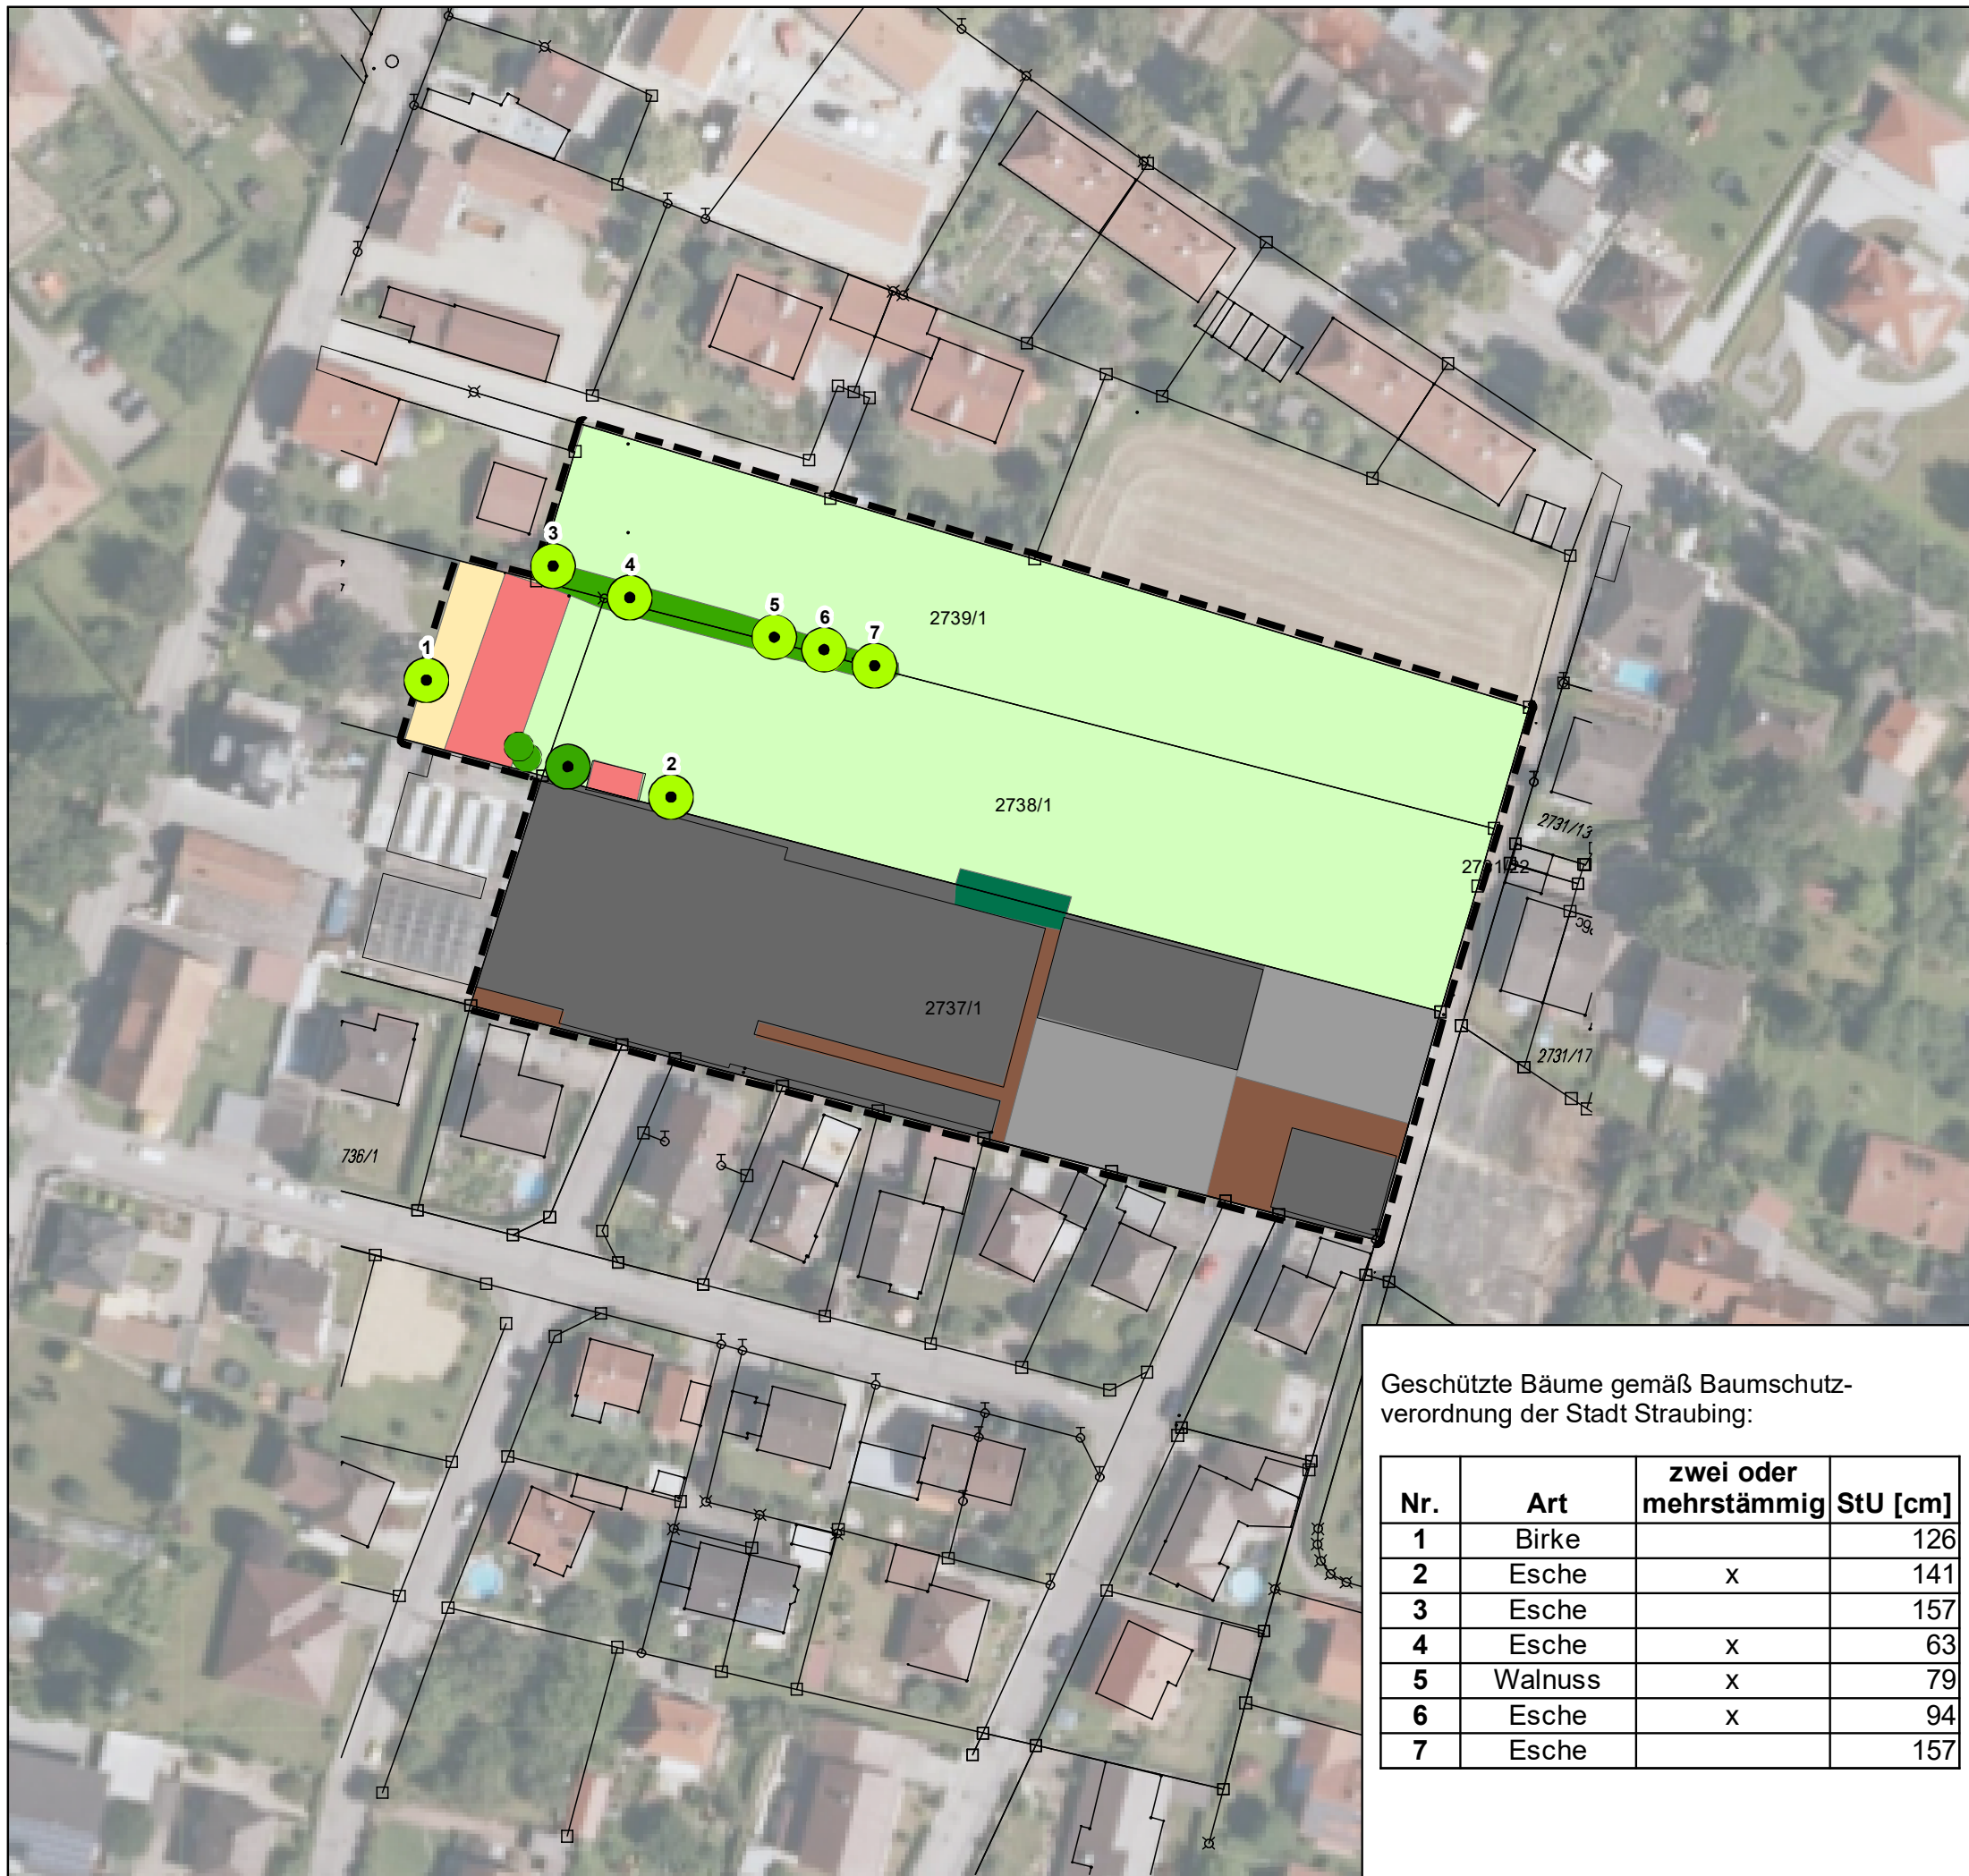 3
4
5
6
7
1
2
2739/1
2738/1
2731/13
2731/22
2737/1
2731/17
736/1
Geschützte Bäume gemäß Baumschutz-
verordnung der Stadt Straubing:
Nr. Art zwei oder mehrstämmig StU [cm]
1 Birke 126
2 Esche x 141
3 Esche 157
4 Esche x 63
5 Walnuss x 79
6 Esche x 94
7 Esche 157